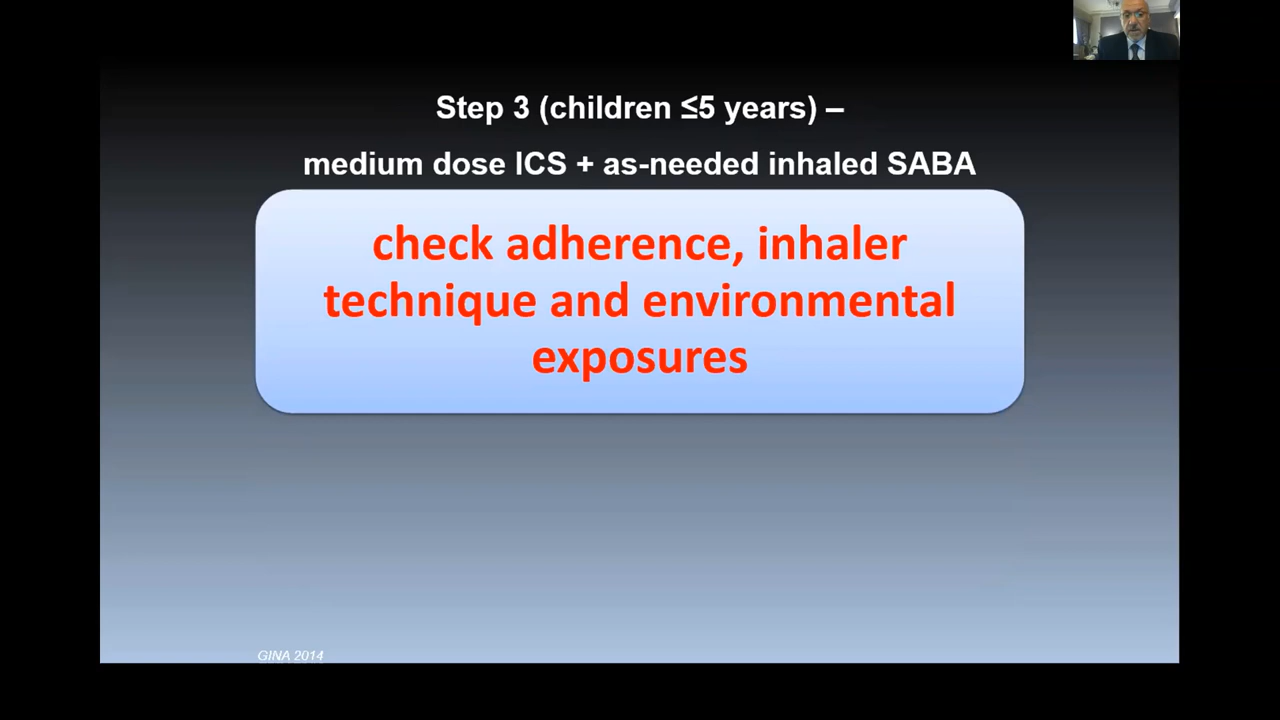 Step 3 (children ≤5 years) –
medium dose ICS + as-needed inhaled SABA
check adherence, inhaler
technique and environmental
exposures
GINA 2014